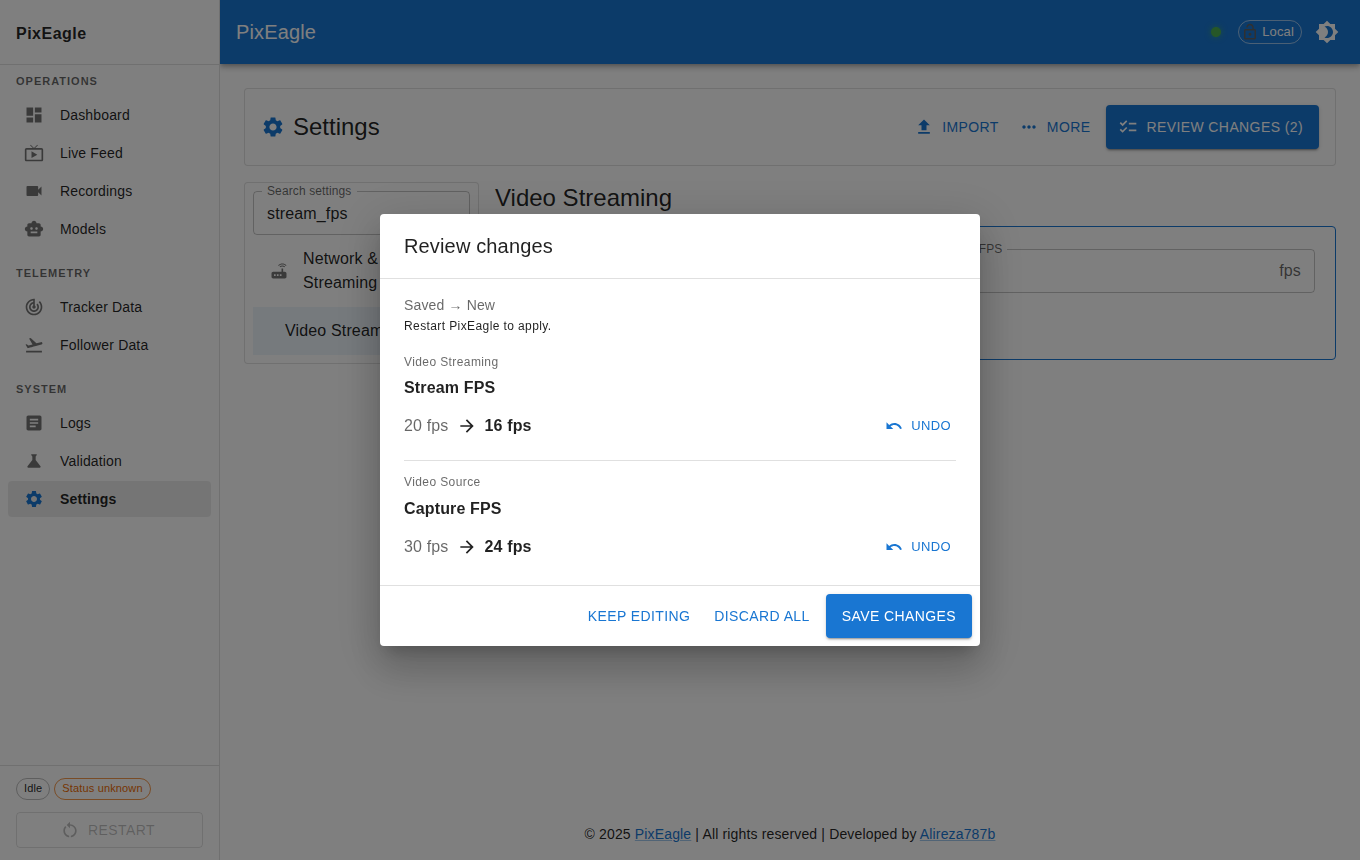 PixEagle
PixEagle
Local
OPERATIONS
Dashboard
Live Feed
Recordings
Models
TELEMETRY
Tracker Data
Follower Data
SYSTEM
Logs
Validation
Settings
Idle
Status unknown
RESTART
Settings
IMPORT
MORE
REVIEW CHANGES (2)
Search settings
stream_fps
Network &
Streaming
Video Stream
Video Streaming
FPS
fps
Review changes
Saved → New
Restart PixEagle to apply.
Video Streaming
Stream FPS
20 fps → 16 fps
UNDO
Video Source
Capture FPS
30 fps → 24 fps
UNDO
KEEP EDITING
DISCARD ALL
SAVE CHANGES
© 2025 PixEagle | All rights reserved | Developed by Alireza787b